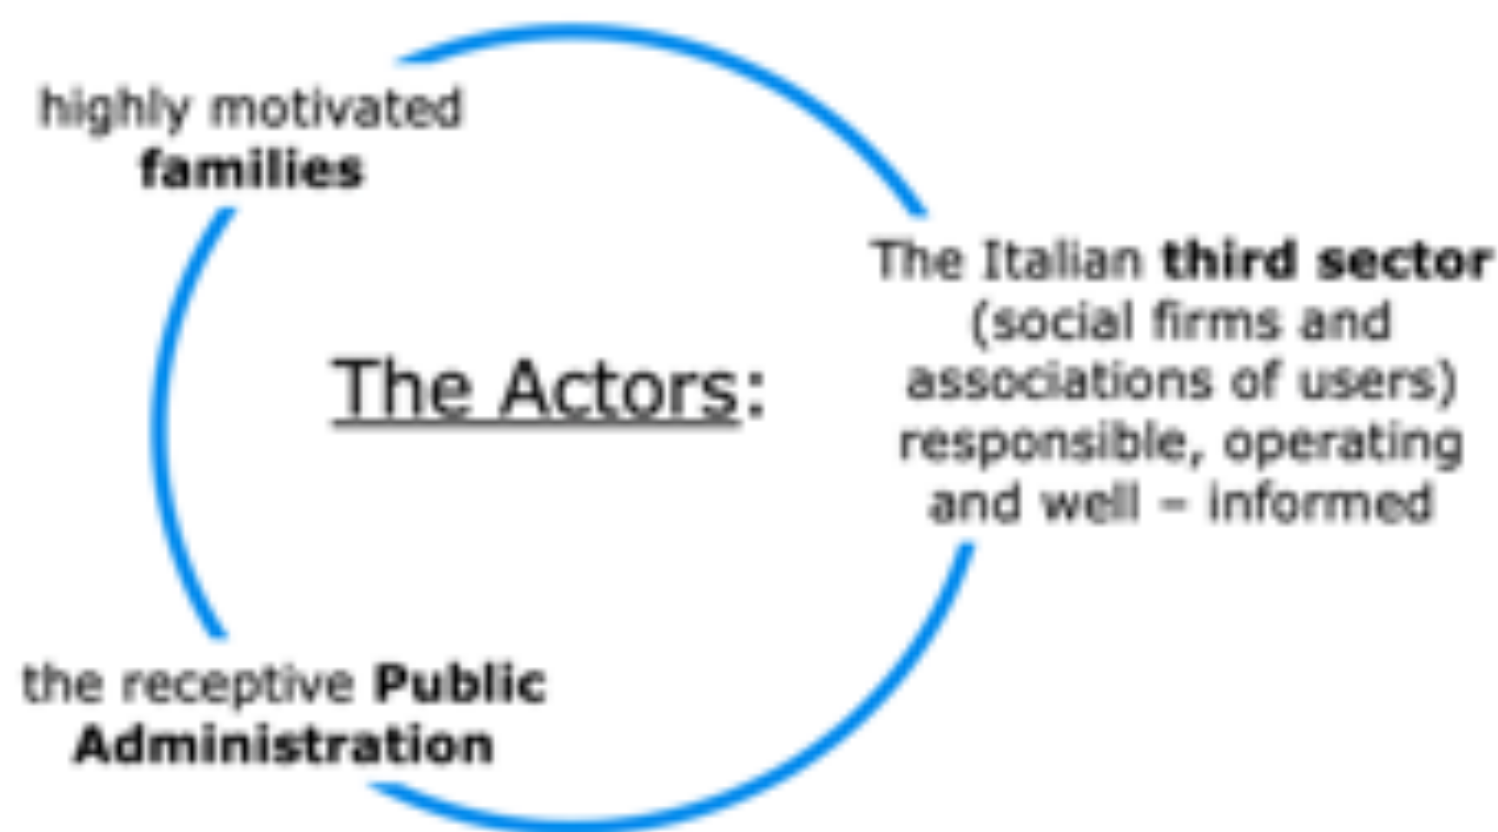 highly motivated
families
The Italian third sector
(social firms and
associations of users)
responsible, operating
and well – informed
The Actors:
the receptive Public
Administration